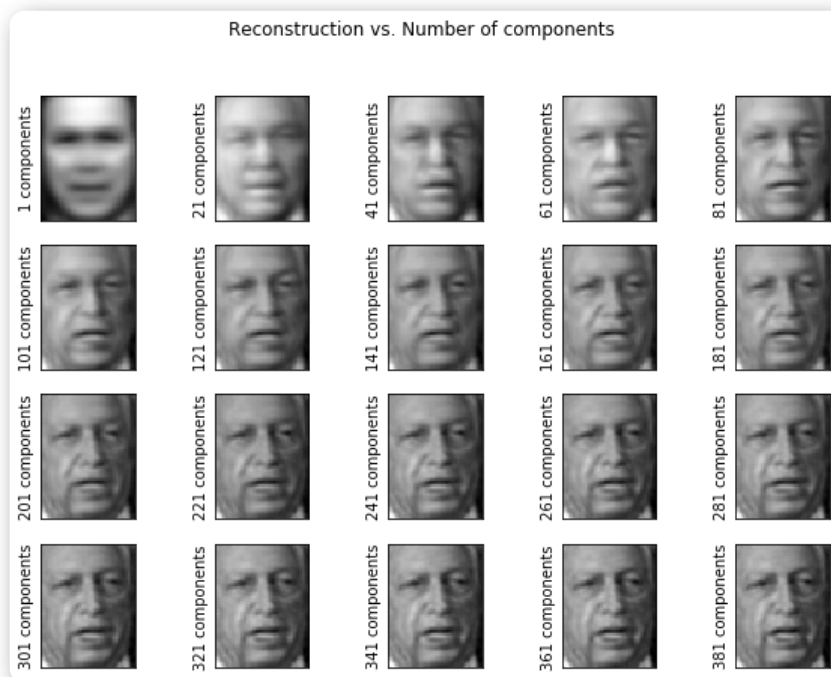 Reconstruction vs. Number of components
1 components
21 components
41 components
61 components
81 components
101 components
121 components
141 components
161 components
181 components
201 components
221 components
241 components
261 components
281 components
301 components
321 components
341 components
361 components
381 components